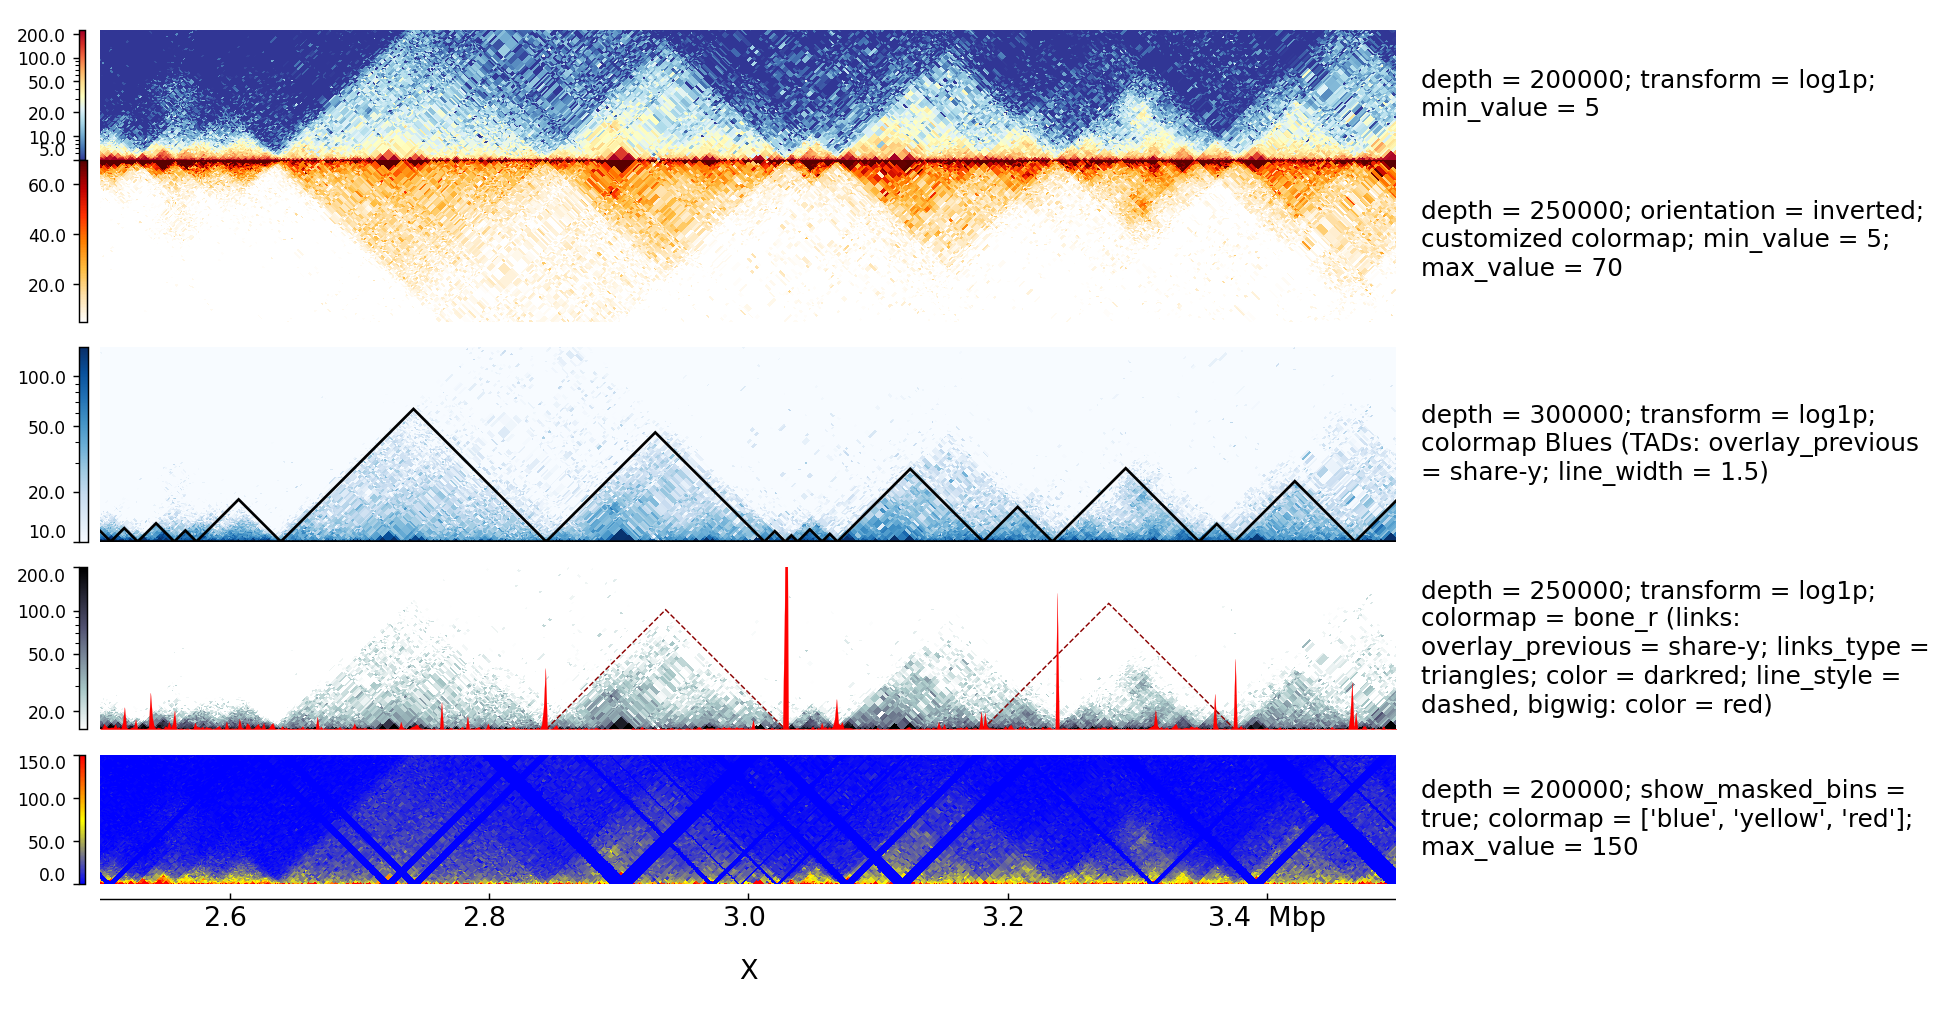 200.0
100.0
50.0
20.0
10.0
5.0
depth = 200000; transform = log1p;
min_value = 5
60.0
40.0
20.0
depth = 250000; orientation = inverted;
customized colormap; min_value = 5;
max_value = 70
100.0
50.0
20.0
10.0
depth = 300000; transform = log1p;
colormap Blues (TADs: overlay_previous
= share-y; line_width = 1.5)
200.0
100.0
50.0
20.0
depth = 250000; transform = log1p;
colormap = bone_r (links:
overlay_previous = share-y; links_type =
triangles; color = darkred; line_style =
dashed, bigwig: color = red)
150.0
100.0
50.0
0.0
depth = 200000; show_masked_bins =
true; colormap = ['blue', 'yellow', 'red'];
max_value = 150
2.6 2.8 3.0 3.2 3.4 Mbp
X